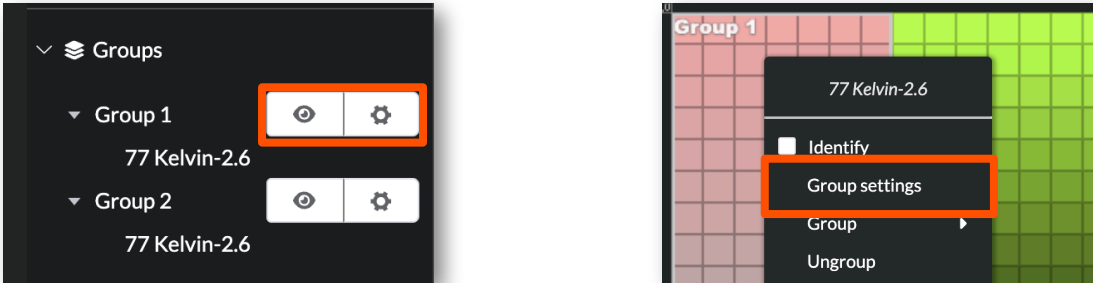 Groups
Group 1
77 Kelvin-2.6
Group 2
77 Kelvin-2.6
Group 1
77 Kelvin-2.6
Identify
Group settings
Group
Ungroup